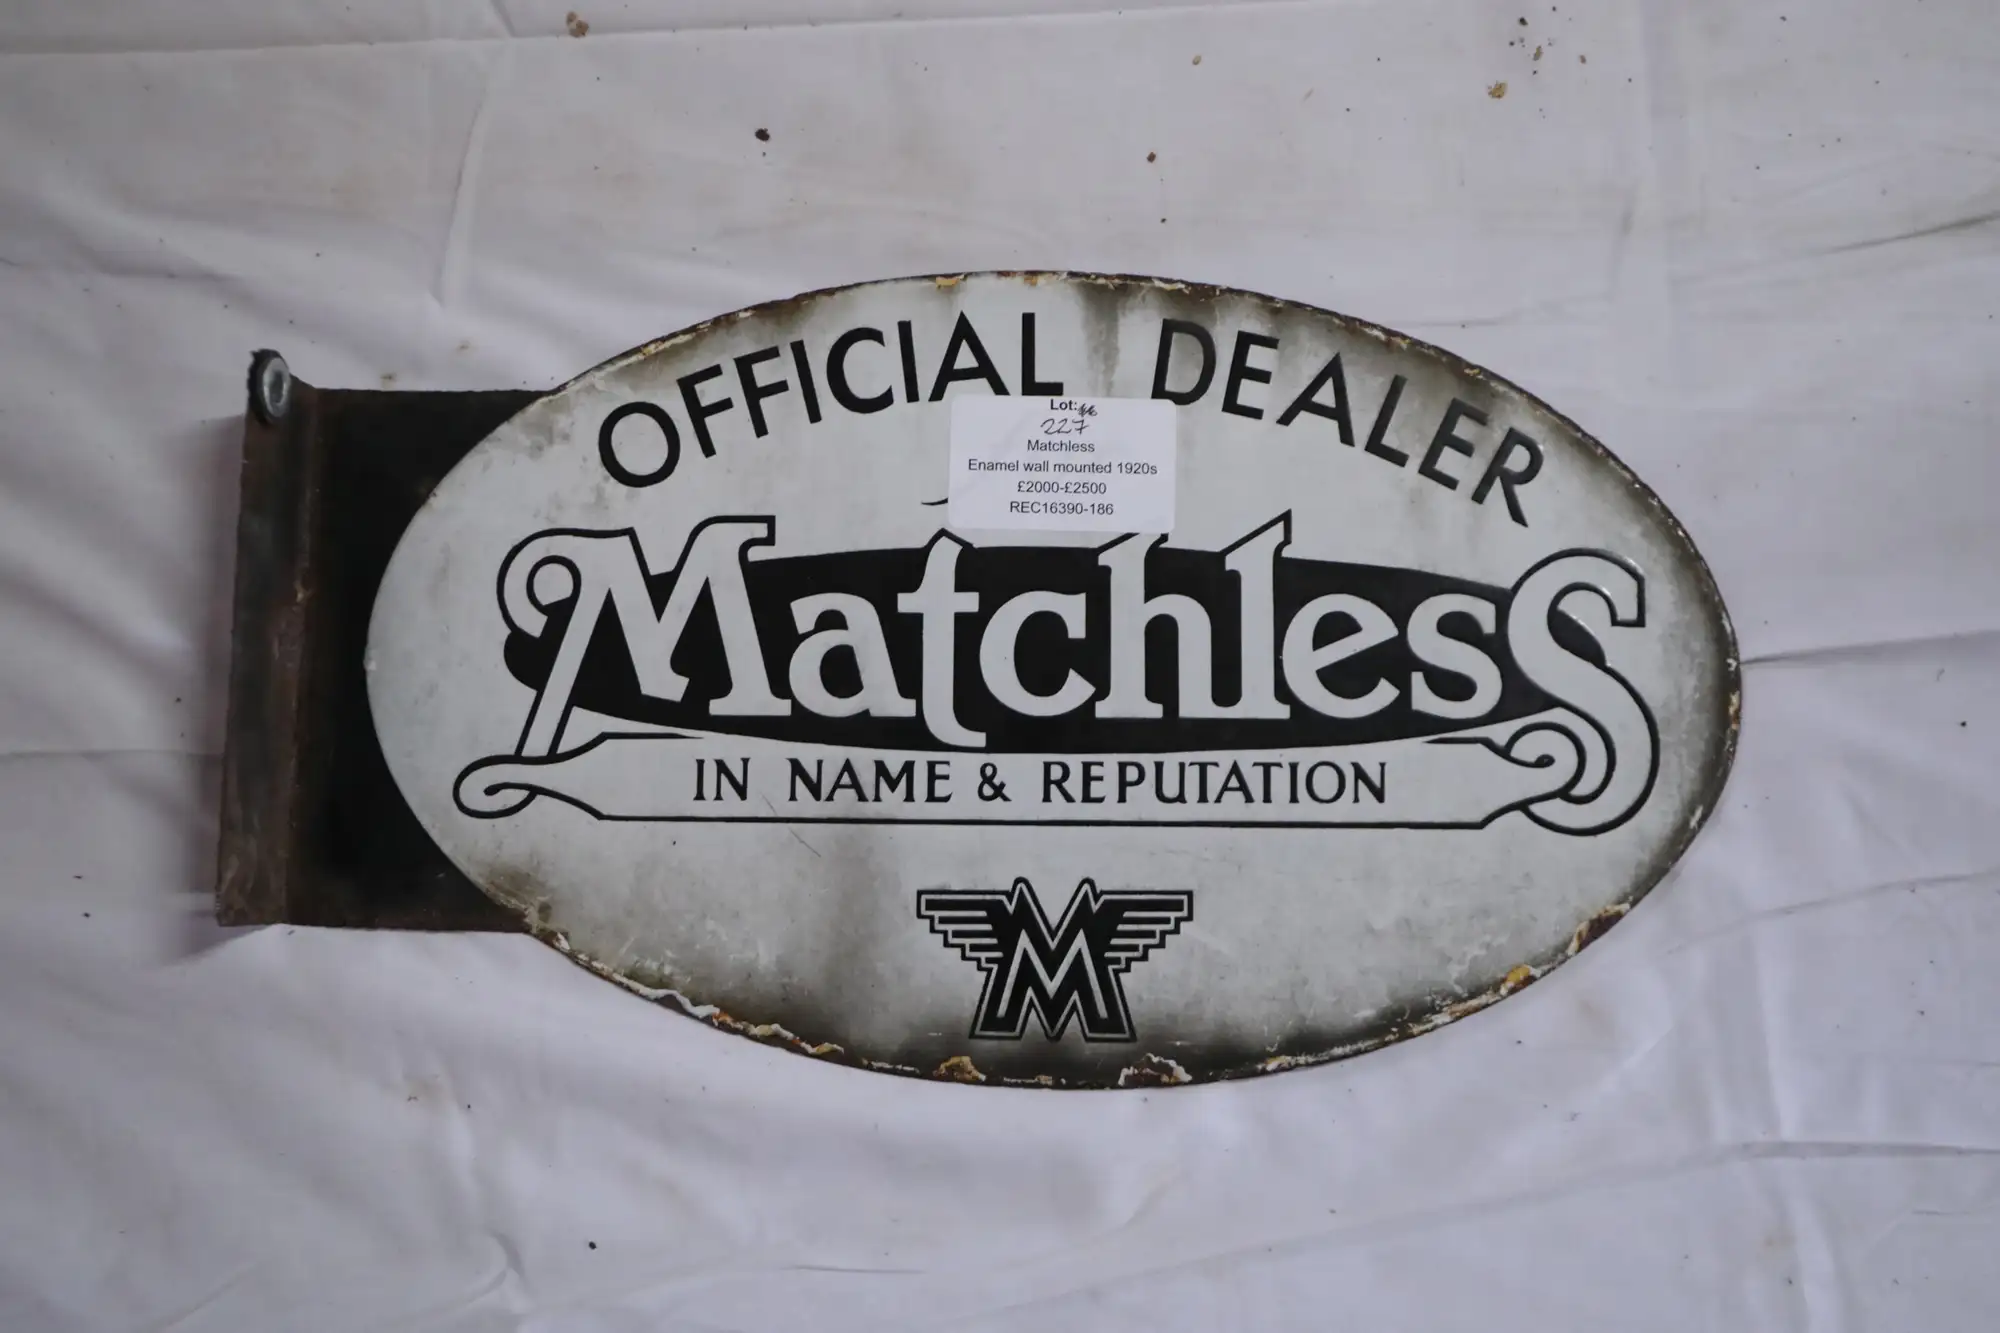 OFFICIAL DEALER
Lot:
227
Matchless
Enamel wall mounted 1920s
£2000-£2500
REC16390-186
Matchless
IN NAME & REPUTATION
M